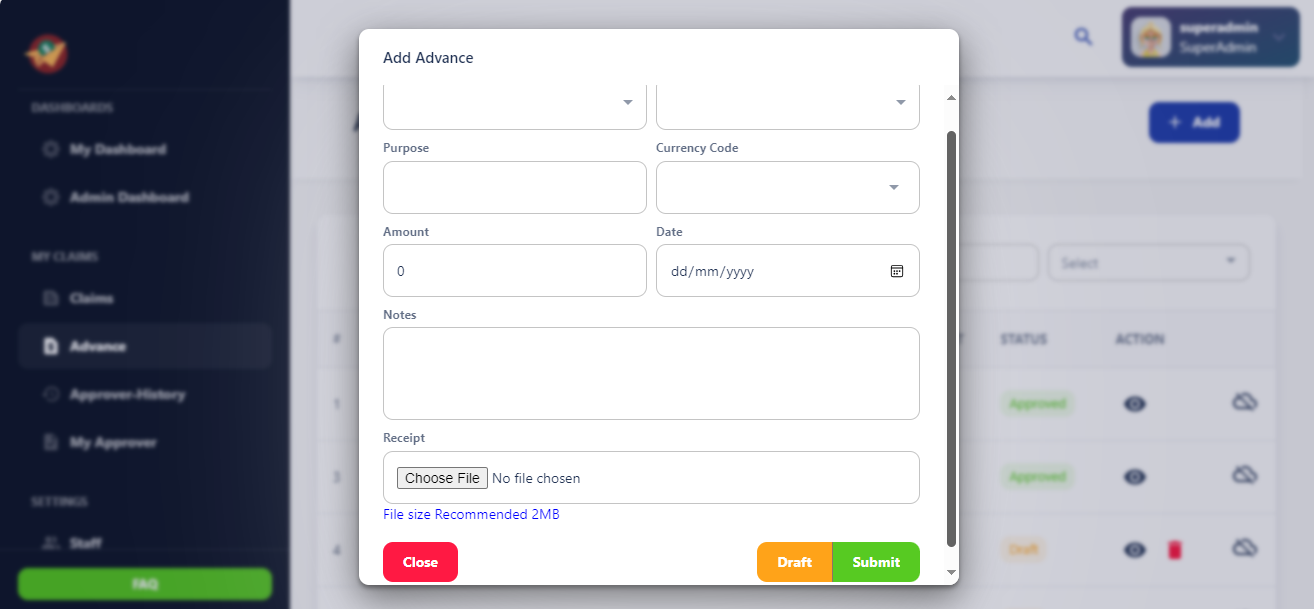 superadmin
SuperAdmin
Add Advance
DASHBOARDS
My Dashboard
Admin Dashboard
+ Add
Purpose
Currency Code
MY CLAIMS
Amount
Date
0
dd/mm/yyyy
Select
Claims
Notes
#
STATUS
ACTION
Advance
Approver-History
1
Approved
My Approver
Receipt
Choose File No file chosen
3
Approved
SETTINGS
File size Recommended 2MB
Staff
4
Draft
Close
Draft
Submit
FAQ